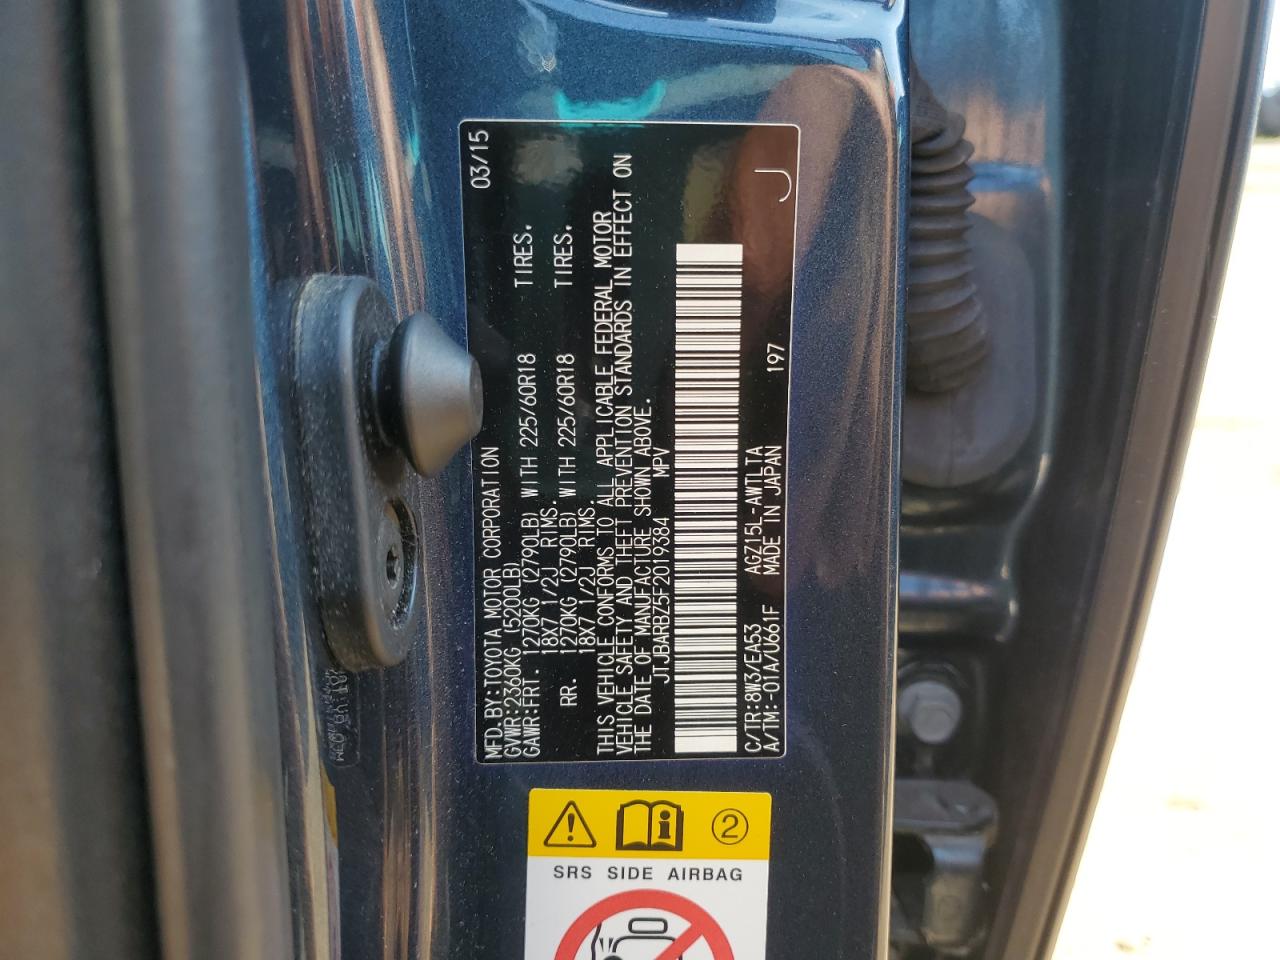 03/15
MFD.BY:TOYOTA MOTOR CORPORATION
GVWR:2360KG (5200LB)
GAWR:FRT. 1270KG (2790LB) WITH 225/60R18 TIRES.
18X7 1/2J RIMS.
RR. 1270KG (2790LB) WITH 225/60R18 TIRES.
18X7 1/2J RIMS.
THIS VEHICLE CONFORMS TO ALL APPLICABLE FEDERAL MOTOR
VEHICLE SAFETY AND THEFT PREVENTION STANDARDS IN EFFECT ON
THE DATE OF MANUFACTURE SHOWN ABOVE.
JTJBARBZ5F2019384 MPV
C/TR:8W3/EA53 AGZ15L-AWTLTA
A/TM:-01A/U661F MADE IN JAPAN 197
J
2
SRS SIDE AIRBAG